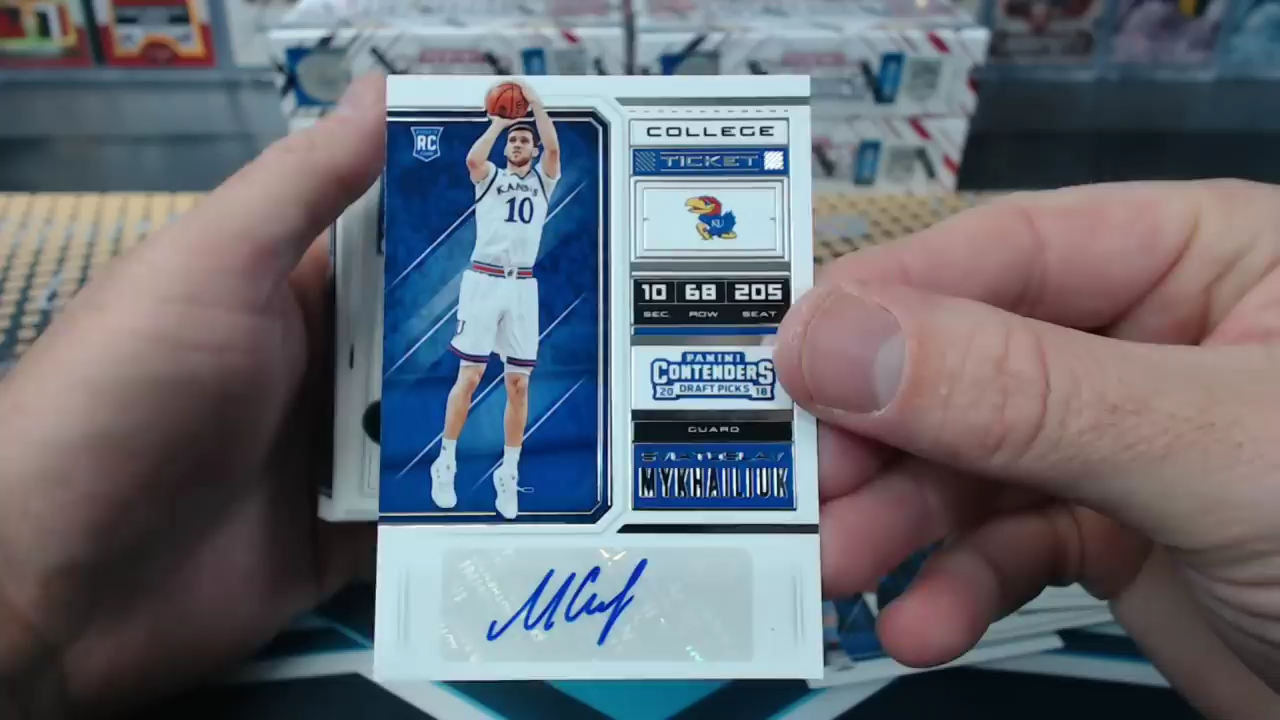 RC
KANSAS
10
COLLEGE
TICKET
KU
10 68 205
SEC. ROW SEAT
PANINI
CONTENDERS
20 DRAFT PICKS 18
GUARD
MYKHAILIUK